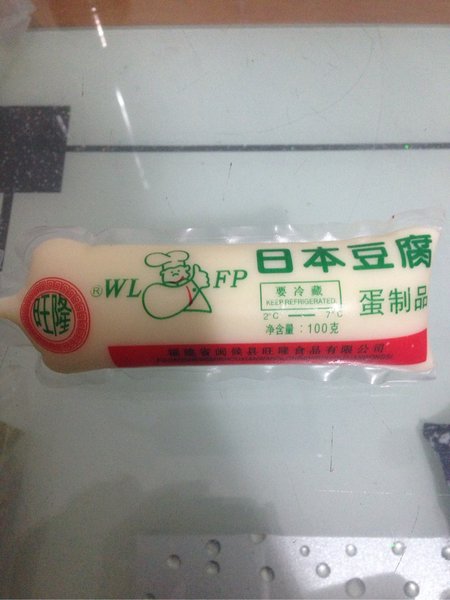 旺隆
®WL FP
日本豆腐
要冷藏
KEEP REFRIGERATED
2°C —— 7°C
蛋制品
净含量：100克
福建省闽候县旺隆食品有限公司